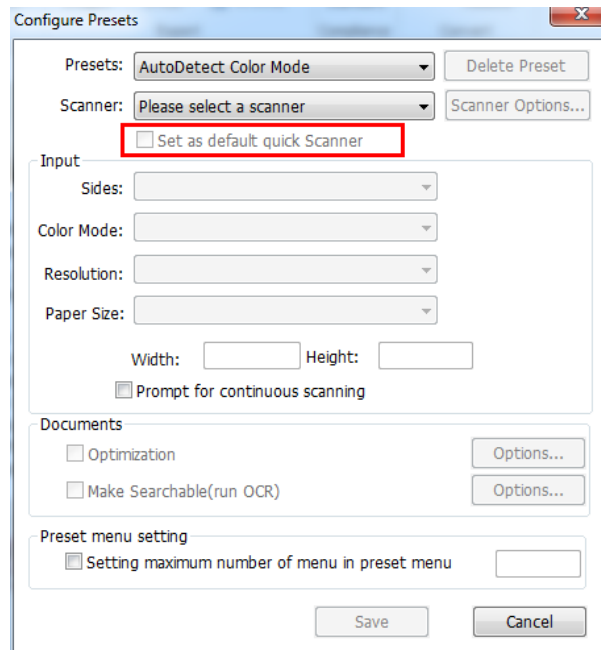 Configure Presets
Presets: AutoDetect Color Mode Delete Preset
Scanner: Please select a scanner Scanner Options...
Set as default quick Scanner
Input
Sides:
Color Mode:
Resolution:
Paper Size:
Width: Height:
Prompt for continuous scanning
Documents
Optimization Options...
Make Searchable(run OCR) Options...
Preset menu setting
Setting maximum number of menu in preset menu
Save Cancel